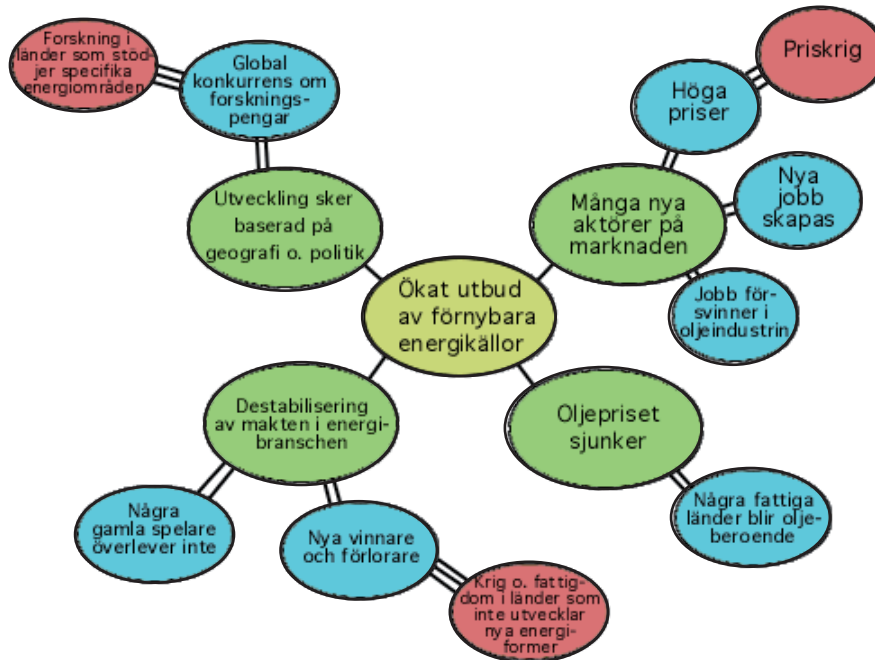 Forskning i
länder som stöd-
jer specifika
energiområden
Global
konkurrens om
forsknings-
pengar
Utveckling sker
baserad på
geografi o. politik
Priskrig
Höga
priser
Nya
jobb
skapas
Många nya
aktörer på
marknaden
Jobb för-
svinner i
oljeindustrin
Ökat utbud
av förnybara
energikällor
Destabilisering
av makten i energi-
branschen
Oljepriset
sjunker
Några
gamla spelare
överlever inte
Nya vinnare
och förlorare
Krig o. fattig-
dom i länder som
inte utvecklar
nya energi-
former
Några fattiga
länder blir olje-
beroende